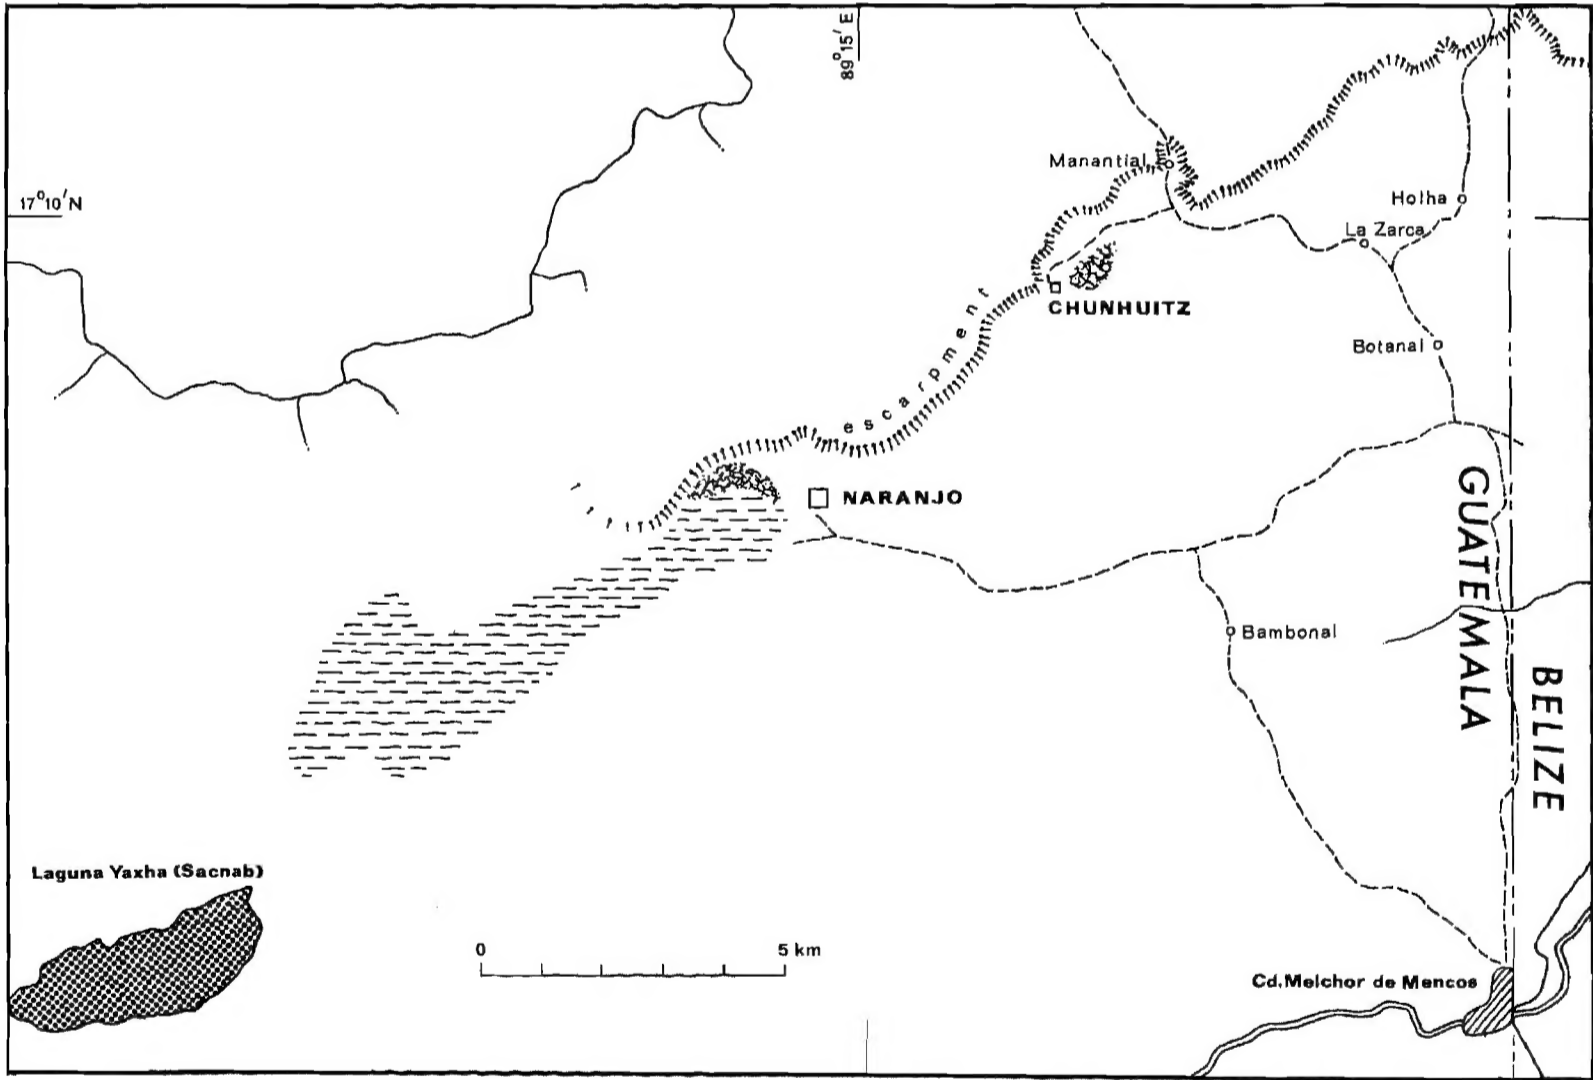 89°15′ E
Manantial
17°10′ N
Holha
La Zarca
CHUNHUITZ
escarpment
Botanal
NARANJO
GUATEMALA
Bambonal
BELIZE
Laguna Yaxha (Sacnab)
0 5 km
Cd.Melchor de Mencos